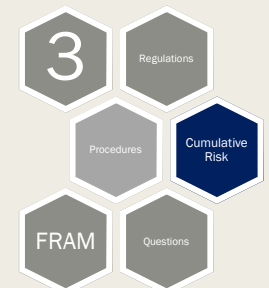 3
Regulations
Procedures
Cumulative
Risk
FRAM
Questions